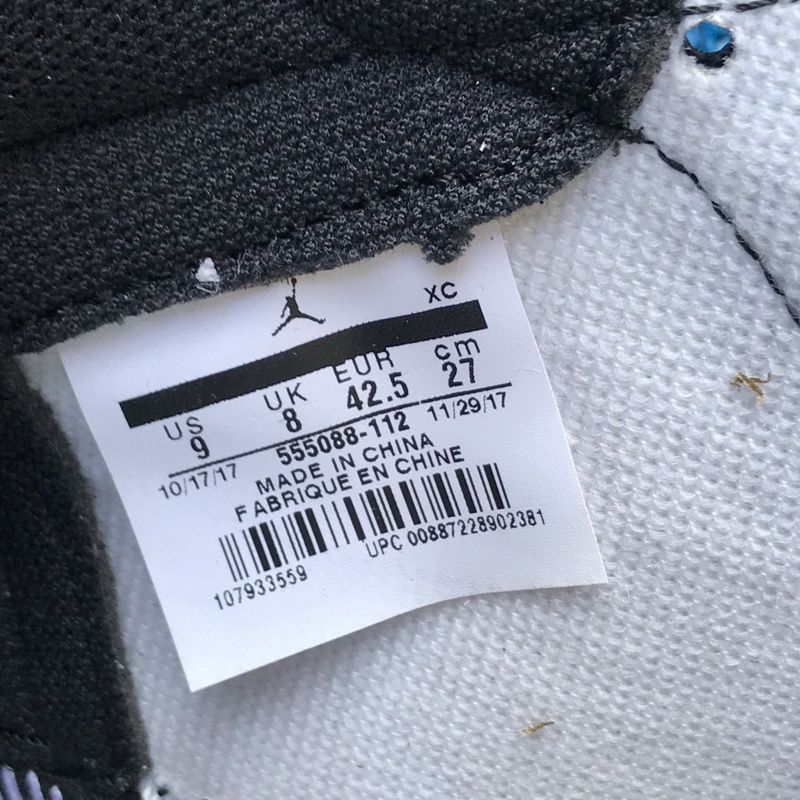 XC
US UK EUR cm
9 8 42.5 27
10/17/17 555088-112 11/29/17
MADE IN CHINA
FABRIQUE EN CHINE
107933559 UPC 00887228902381